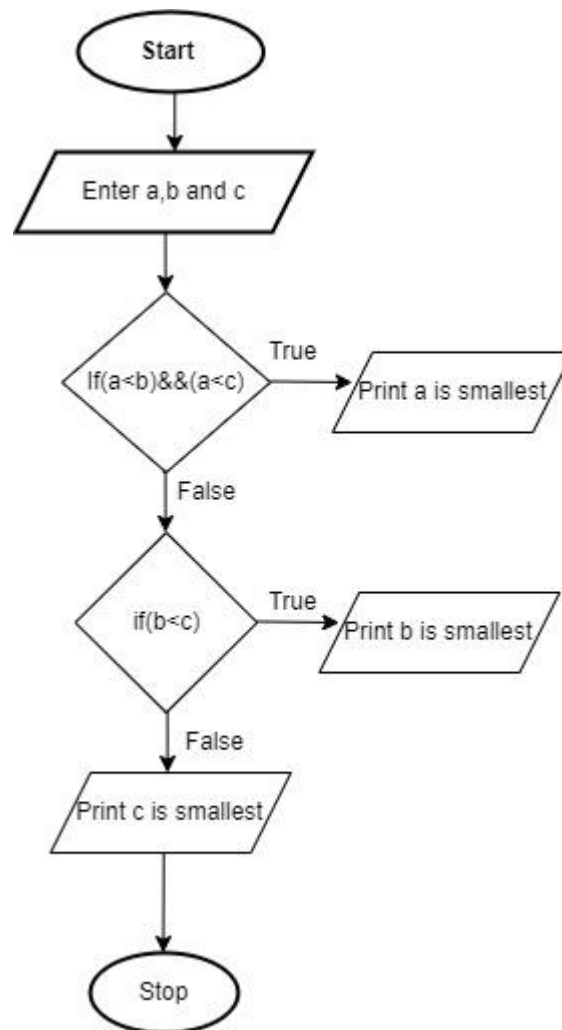 Start
Enter a,b and c
If(a<b)&&(a<c)
True
Print a is smallest
False
if(b<c)
True
Print b is smallest
False
Print c is smallest
Stop